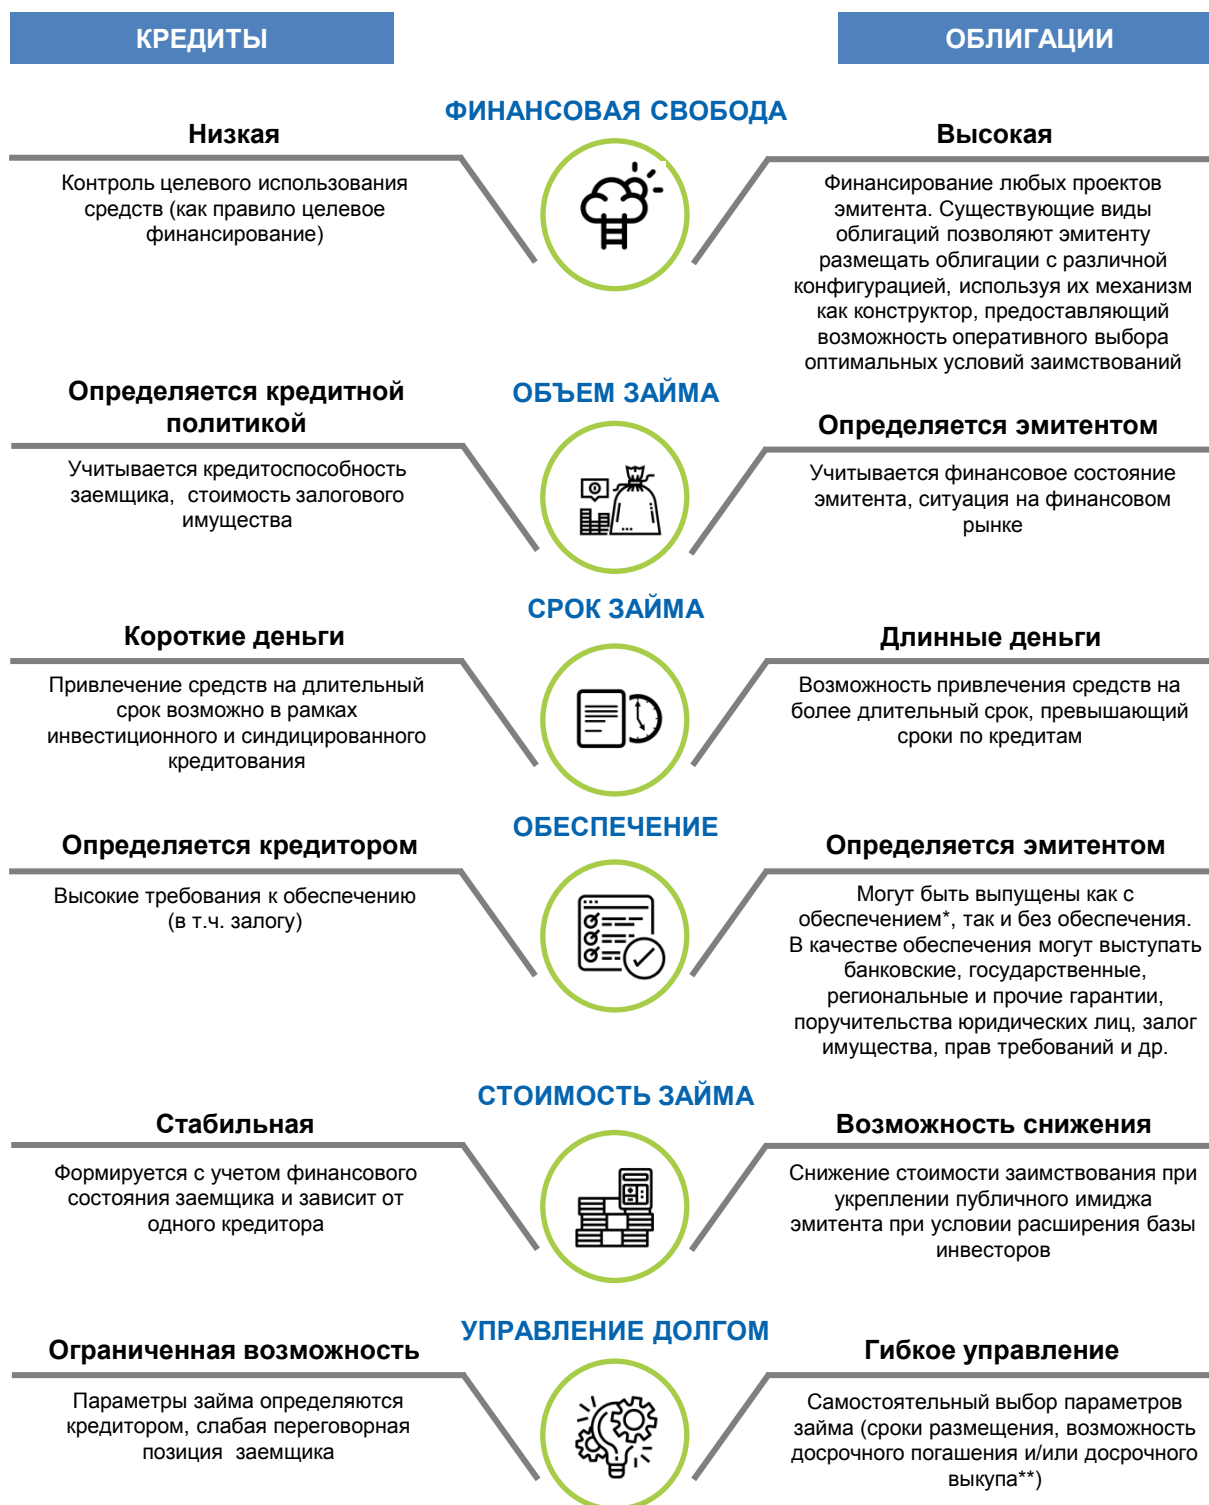 КРЕДИТЫ
ОБЛИГАЦИИ
ФИНАНСОВАЯ СВОБОДА
Низкая
Контроль целевого использования
средств (как правило целевое
финансирование)
Высокая
Финансирование любых проектов
эмитента. Существующие виды
облигаций позволяют эмитенту
размещать облигации с различной
конфигурацией, используя их механизм
как конструктор, предоставляющий
возможность оперативного выбора
оптимальных условий заимствований
ОБЪЕМ ЗАЙМА
Определяется кредитной
политикой
Учитывается кредитоспособность
заемщика, стоимость залогового
имущества
Определяется эмитентом
Учитывается финансовое состояние
эмитента, ситуация на финансовом
рынке
СРОК ЗАЙМА
Короткие деньги
Привлечение средств на длительный
срок возможно в рамках
инвестиционного и синдицированного
кредитования
Длинные деньги
Возможность привлечения средств на
более длительный срок, превышающий
сроки по кредитам
ОБЕСПЕЧЕНИЕ
Определяется кредитором
Высокие требования к обеспечению
(в т.ч. залогу)
Определяется эмитентом
Могут быть выпущены как с
обеспечением*, так и без обеспечения.
В качестве обеспечения могут выступать
банковские, государственные,
региональные и прочие гарантии,
поручительства юридических лиц, залог
имущества, прав требований и др.
СТОИМОСТЬ ЗАЙМА
Стабильная
Формируется с учетом финансового
состояния заемщика и зависит от
одного кредитора
Возможность снижения
Снижение стоимости заимствования при
укреплении публичного имиджа
эмитента при условии расширения базы
инвесторов
УПРАВЛЕНИЕ ДОЛГОМ
Ограниченная возможность
Параметры займа определяются
кредитором, слабая переговорная
позиция заемщика
Гибкое управление
Самостоятельный выбор параметров
займа (сроки размещения, возможность
досрочного погашения и/или досрочного
выкупа**)